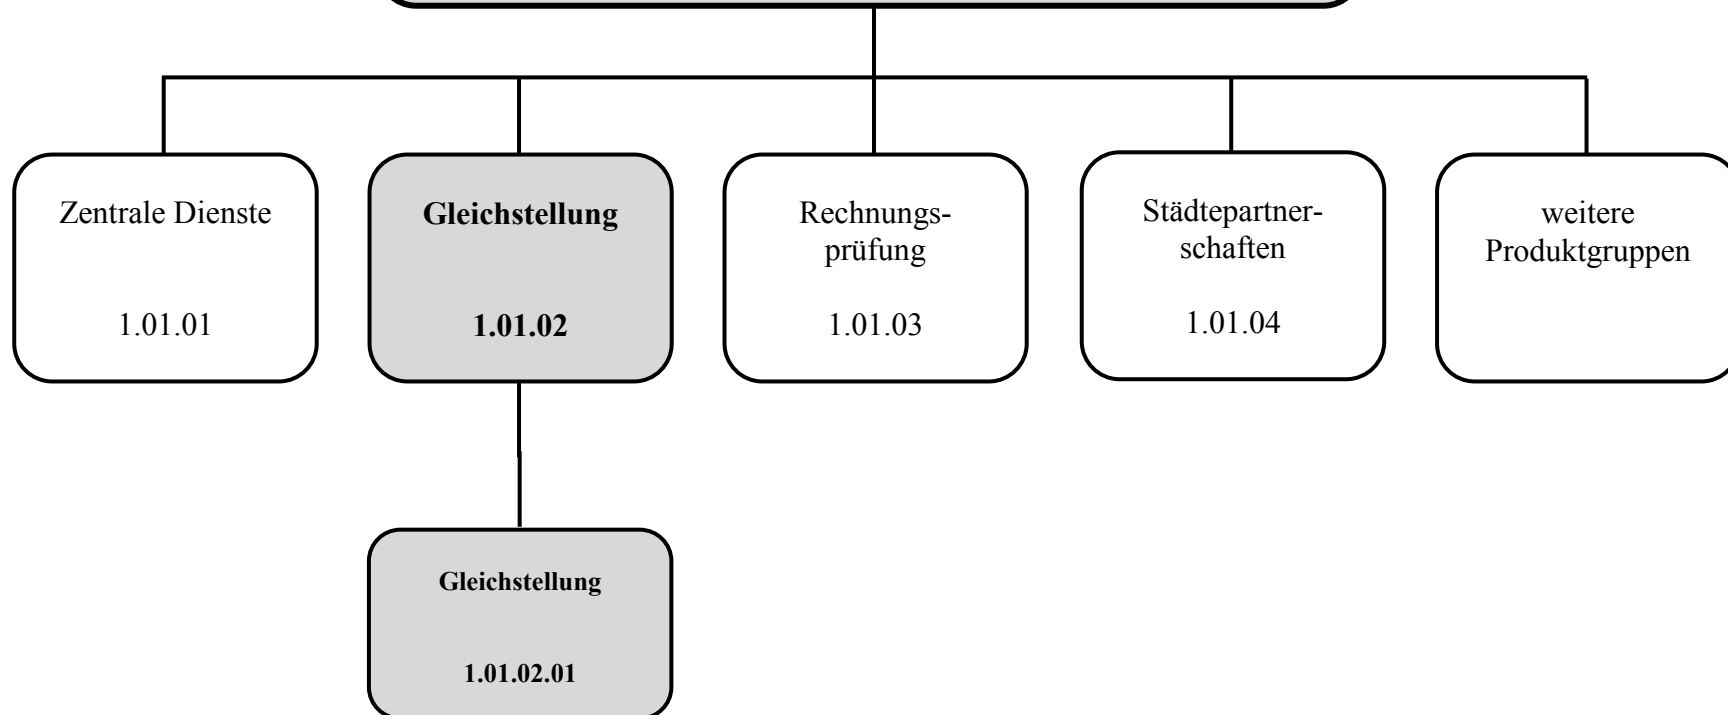 Zentrale Dienste
1.01.01
Gleichstellung
1.01.02
Rechnungs-
prüfung
1.01.03
Städtepartner-
schaften
1.01.04
weitere
Produktgruppen
Gleichstellung
1.01.02.01